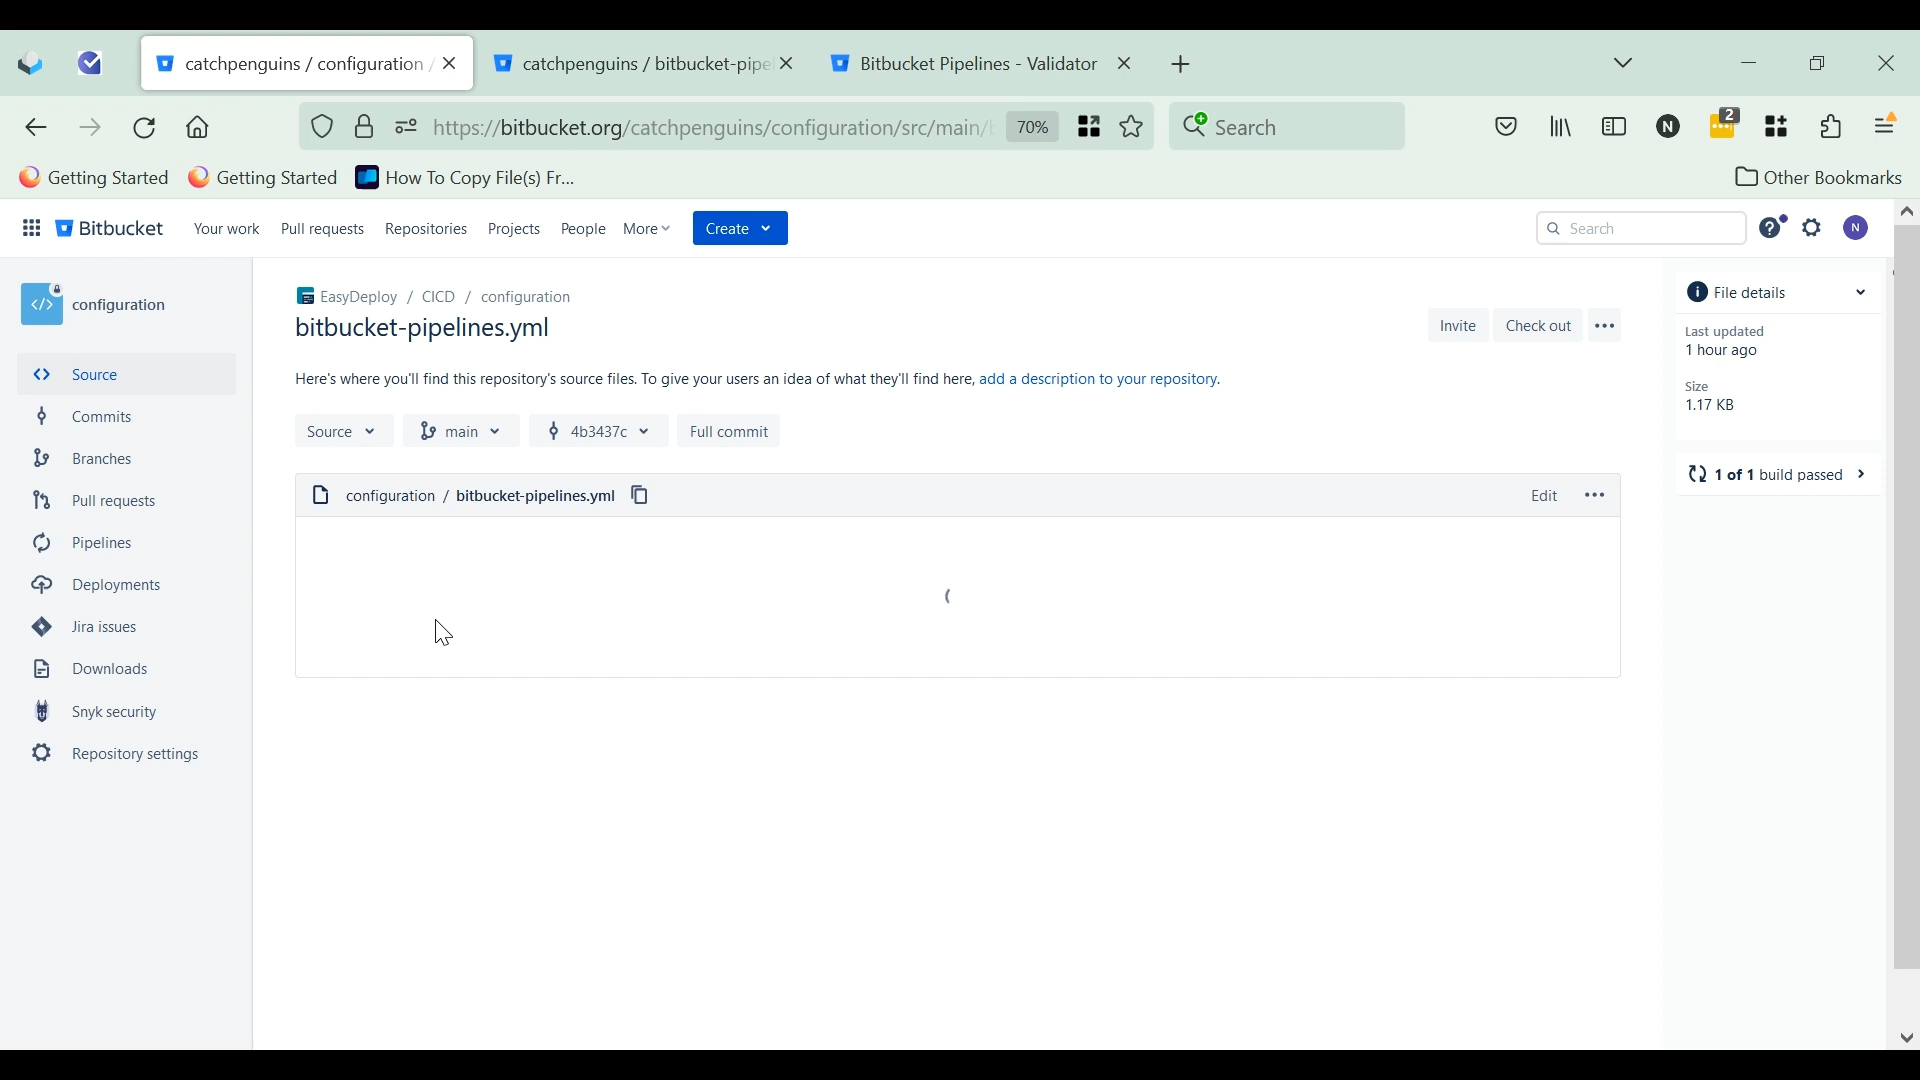 catchpenguins / configuration /
catchpenguins / bitbucket-pipe
Bitbucket Pipelines - Validator
https://bitbucket.org/catchpenguins/configuration/src/main/b
70%
Search
N
2
Getting Started
Getting Started
How To Copy File(s) Fr...
Other Bookmarks
Bitbucket
Your work
Pull requests
Repositories
Projects
People
More
Create
Search
N
configuration
Source
Commits
Branches
Pull requests
Pipelines
Deployments
Jira issues
Downloads
Snyk security
Repository settings
EasyDeploy / CICD / configuration
bitbucket-pipelines.yml
Invite
Check out
Here's where you'll find this repository's source files. To give your users an idea of what they'll find here, add a description to your repository.
Source
main
4b3437c
Full commit
configuration / bitbucket-pipelines.yml
Edit
File details
Last updated
1 hour ago
Size
1.17 KB
1 of 1 build passed